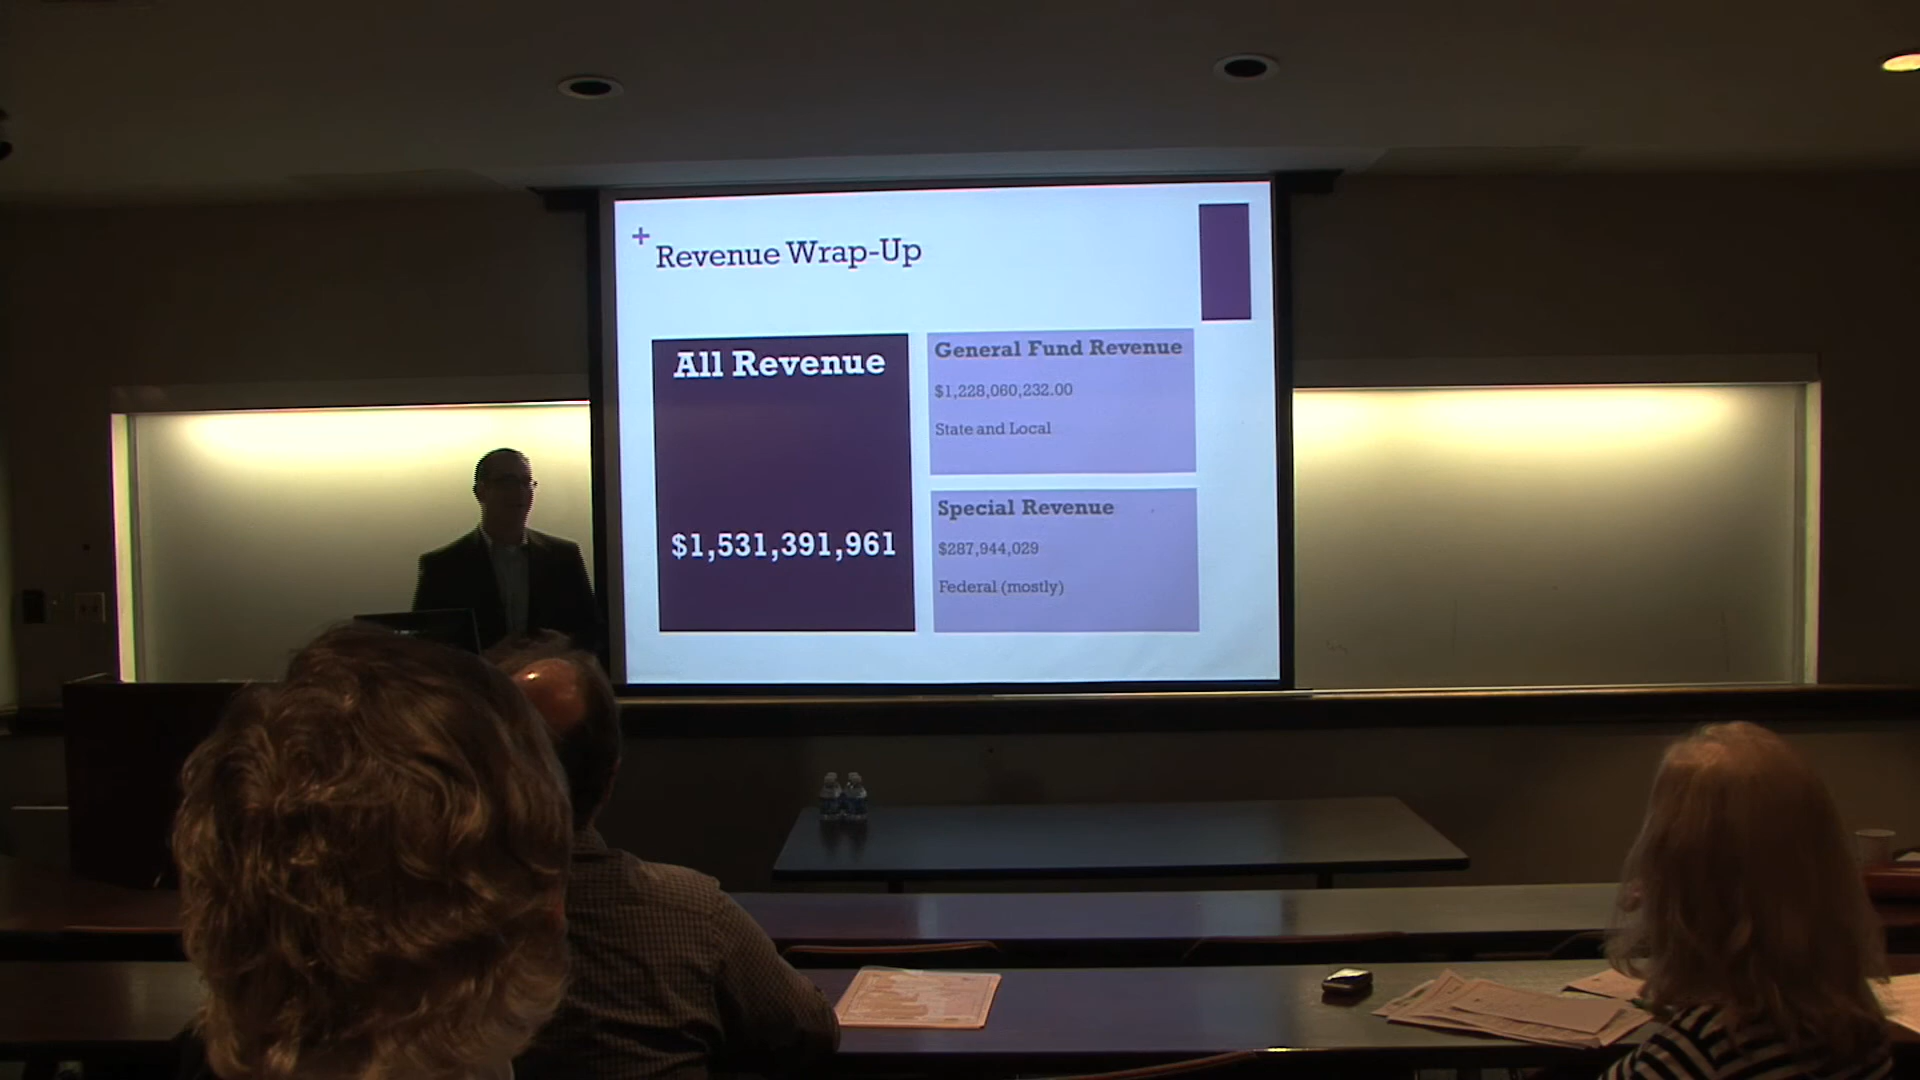 +
Revenue Wrap-Up
All Revenue
$1,531,391,961
General Fund Revenue
$1,228,060,232.00
State and Local
Special Revenue
$287,944,029
Federal (mostly)